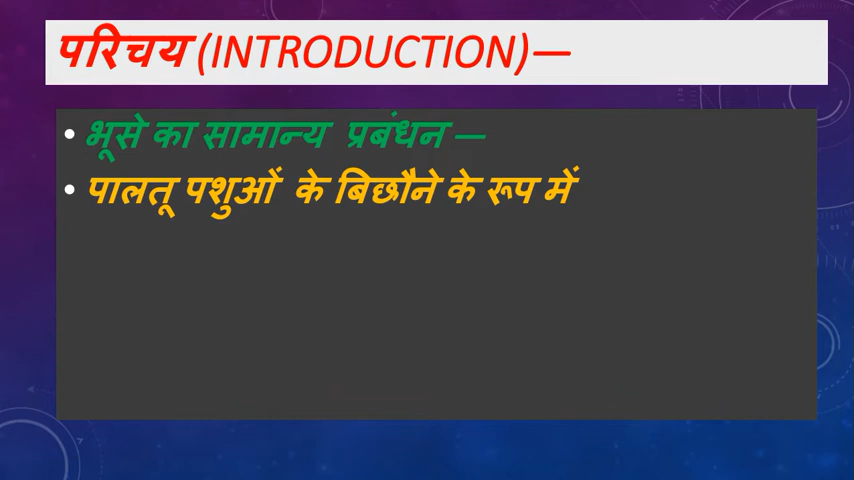 परिचय (INTRODUCTION)—
• भूसे का सामान्य प्रबंधन —
• पालतू पशुओं के बिछौने के रूप में